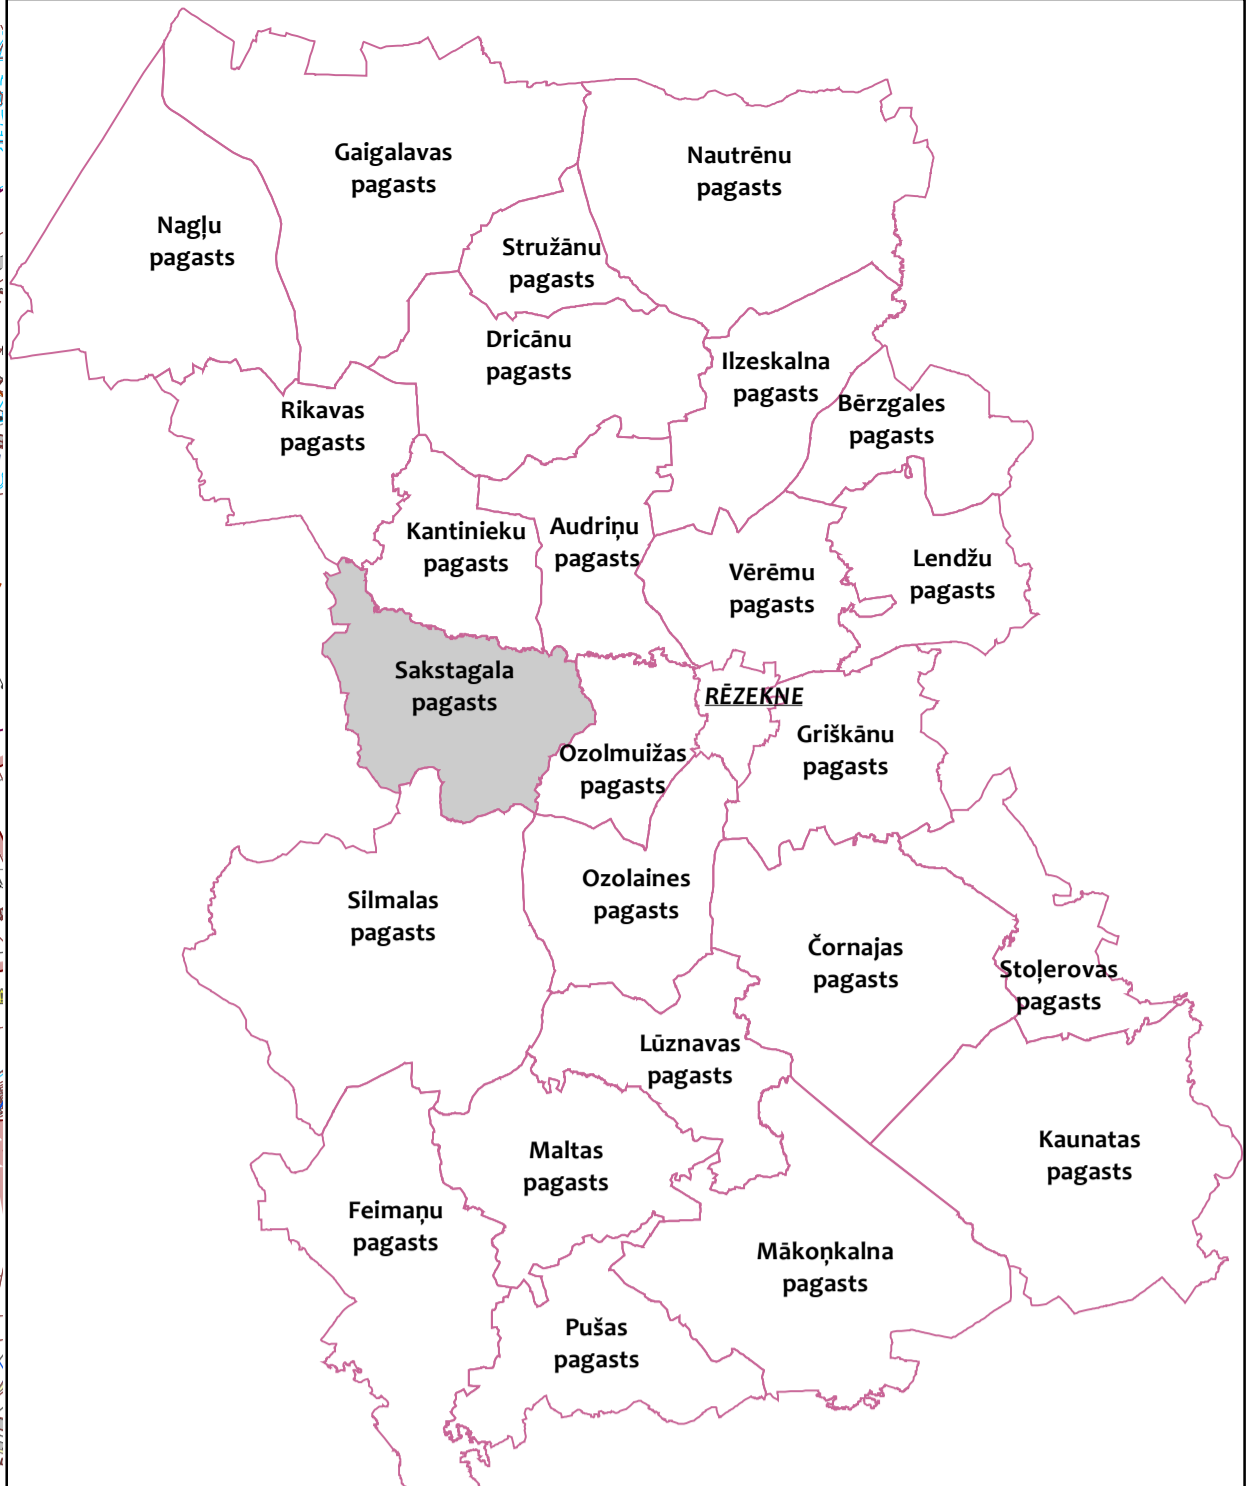 Gaigalavas
pagasts
Nautrēnu
pagasts
Nagļu
pagasts
Stružānu
pagasts
Dricānu
pagasts
Ilzeskalna
pagasts
Rikavas
pagasts
Bērzgales
pagasts
Kantinieku
pagasts
Audriņu
pagasts
Vērēmu
pagasts
Lendžu
pagasts
Sakstagala
pagasts
RĒZEKNE
Ozolmuižas
pagasts
Griškānu
pagasts
Silmalas
pagasts
Ozolaines
pagasts
Čornajas
pagasts
Stoļerovas
pagasts
Lūznavas
pagasts
Maltas
pagasts
Kaunatas
pagasts
Feimaņu
pagasts
Mākoņkalna
pagasts
Pušas
pagasts